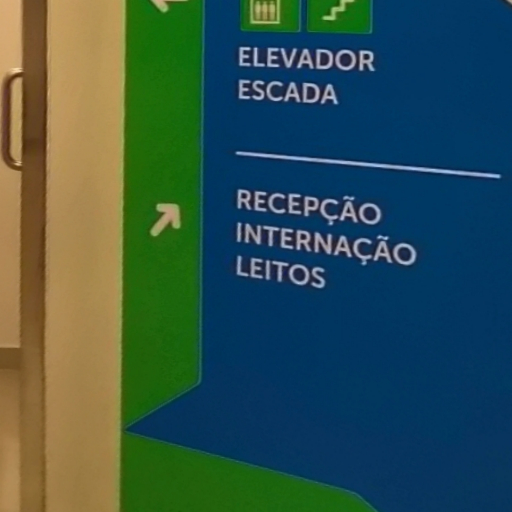 ELEVADOR
ESCADA
RECEPÇÃO
INTERNAÇÃO
LEITOS